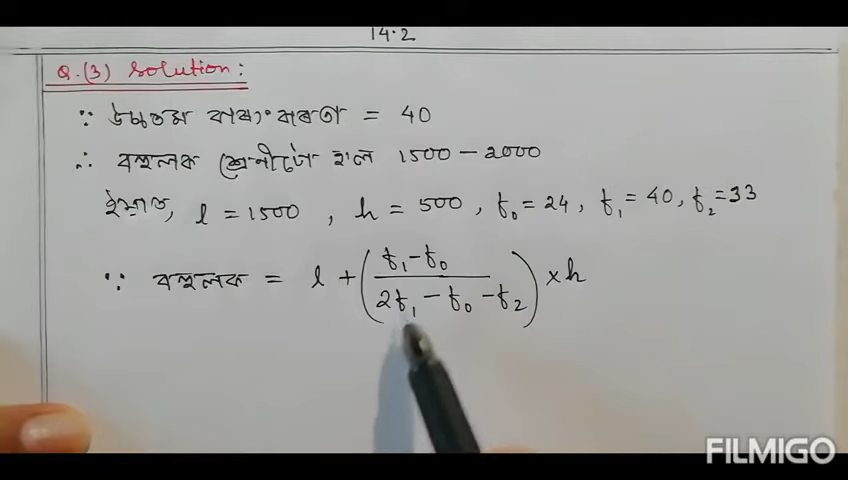 14.2
Q.(3) Solution:
∵ উচ্চতম বাৰংবাৰতা = 40
∴ বহুলক শ্ৰেণীটো হ'ল 1500 - 2000
ইয়াত, l = 1500 , h = 500 , f₀ = 24 , f₁ = 40 , f₂ = 33
∵ বহুলক = l + ( f₁ - f₀ / 2f₁ - f₀ - f₂ ) × h
FILMIGO